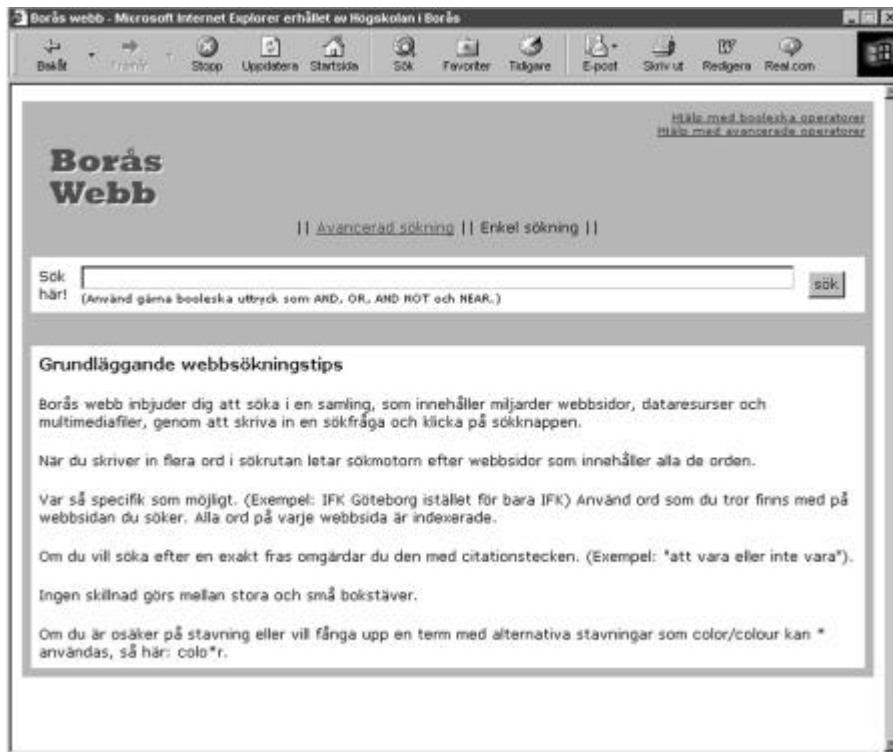 Borås webb - Microsoft Internet Explorer erhållet av Högskolan i Borås
Bakåt Framåt Stopp Uppdatera Startsida Sök Favoriter Tidigare E-post Skriv ut Redigera Real.com
Hjälp med booleska operatorer
Hjälp med avancerade operatorer
Borås
Webb
|| Avancerad sökning || Enkel sökning ||
Sök
här!
sök
(Använd gärna booleska uttryck som AND, OR, AND NOT och NEAR.)
Grundläggande webbsökningstips
Borås webb inbjuder dig att söka i en samling, som innehåller miljarder webbsidor, dataresurser och
multimediafiler, genom att skriva in en sökfråga och klicka på sökknappen.
När du skriver in flera ord i sökrutan letar sökmotorn efter webbsidor som innehåller alla de orden.
Var så specifik som möjligt. (Exempel: IFK Göteborg istället för bara IFK) Använd ord som du tror finns med på
webbsidan du söker. Alla ord på varje webbsida är indexerade.
Om du vill söka efter en exakt fras omgärdar du den med citationstecken. (Exempel: "att vara eller inte vara").
Ingen skillnad görs mellan stora och små bokstäver.
Om du är osäker på stavning eller vill fånga upp en term med alternativa stavningar som color/colour kan *
användas, så här: colo*r.